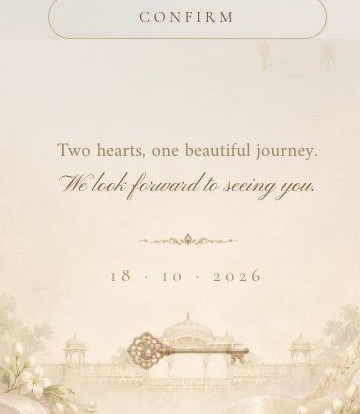 CONFIRM
Two hearts, one beautiful journey.
We look forward to seeing you.
18 · 10 · 2026